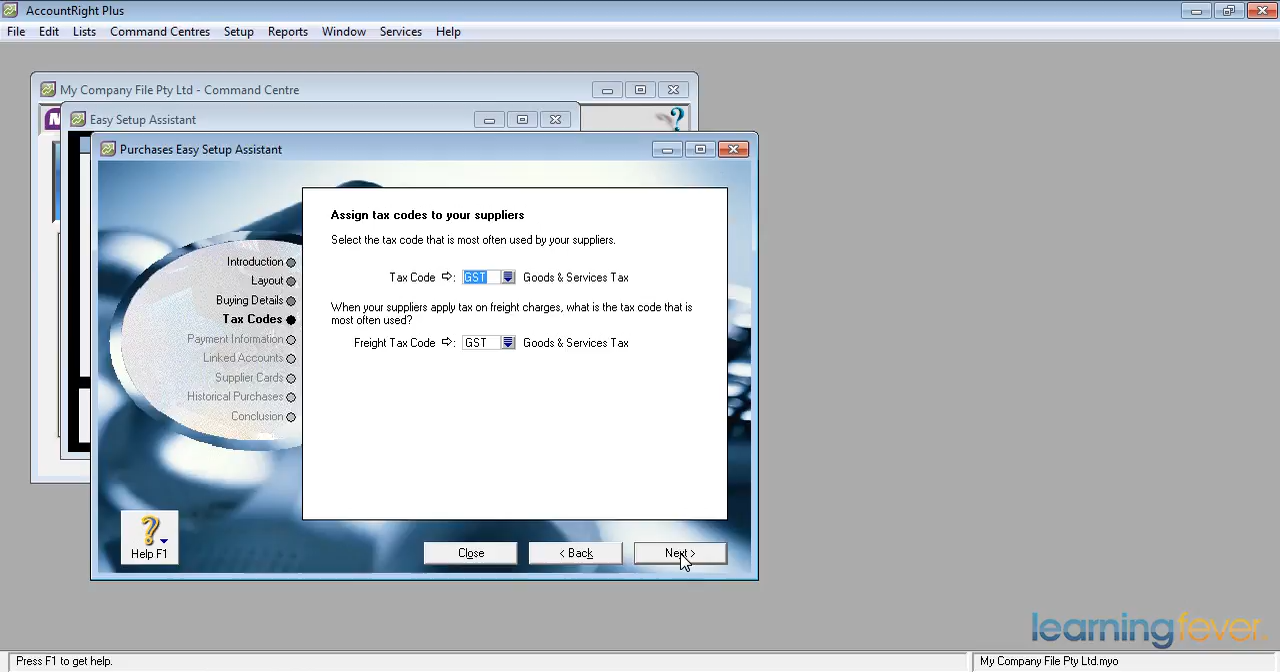 AccountRight Plus
File Edit Lists Command Centres Setup Reports Window Services Help
My Company File Pty Ltd - Command Centre
Easy Setup Assistant
Purchases Easy Setup Assistant
Assign tax codes to your suppliers
Select the tax code that is most often used by your suppliers.
Tax Code GST Goods & Services Tax
When your suppliers apply tax on freight charges, what is the tax code that is
most often used?
Freight Tax Code GST Goods & Services Tax
Introduction
Layout
Buying Details
Tax Codes
Payment Information
Linked Accounts
Supplier Cards
Historical Purchases
Conclusion
Help F1
Close
< Back
Next >
learningfever.
Press F1 to get help.
My Company File Pty Ltd.myo